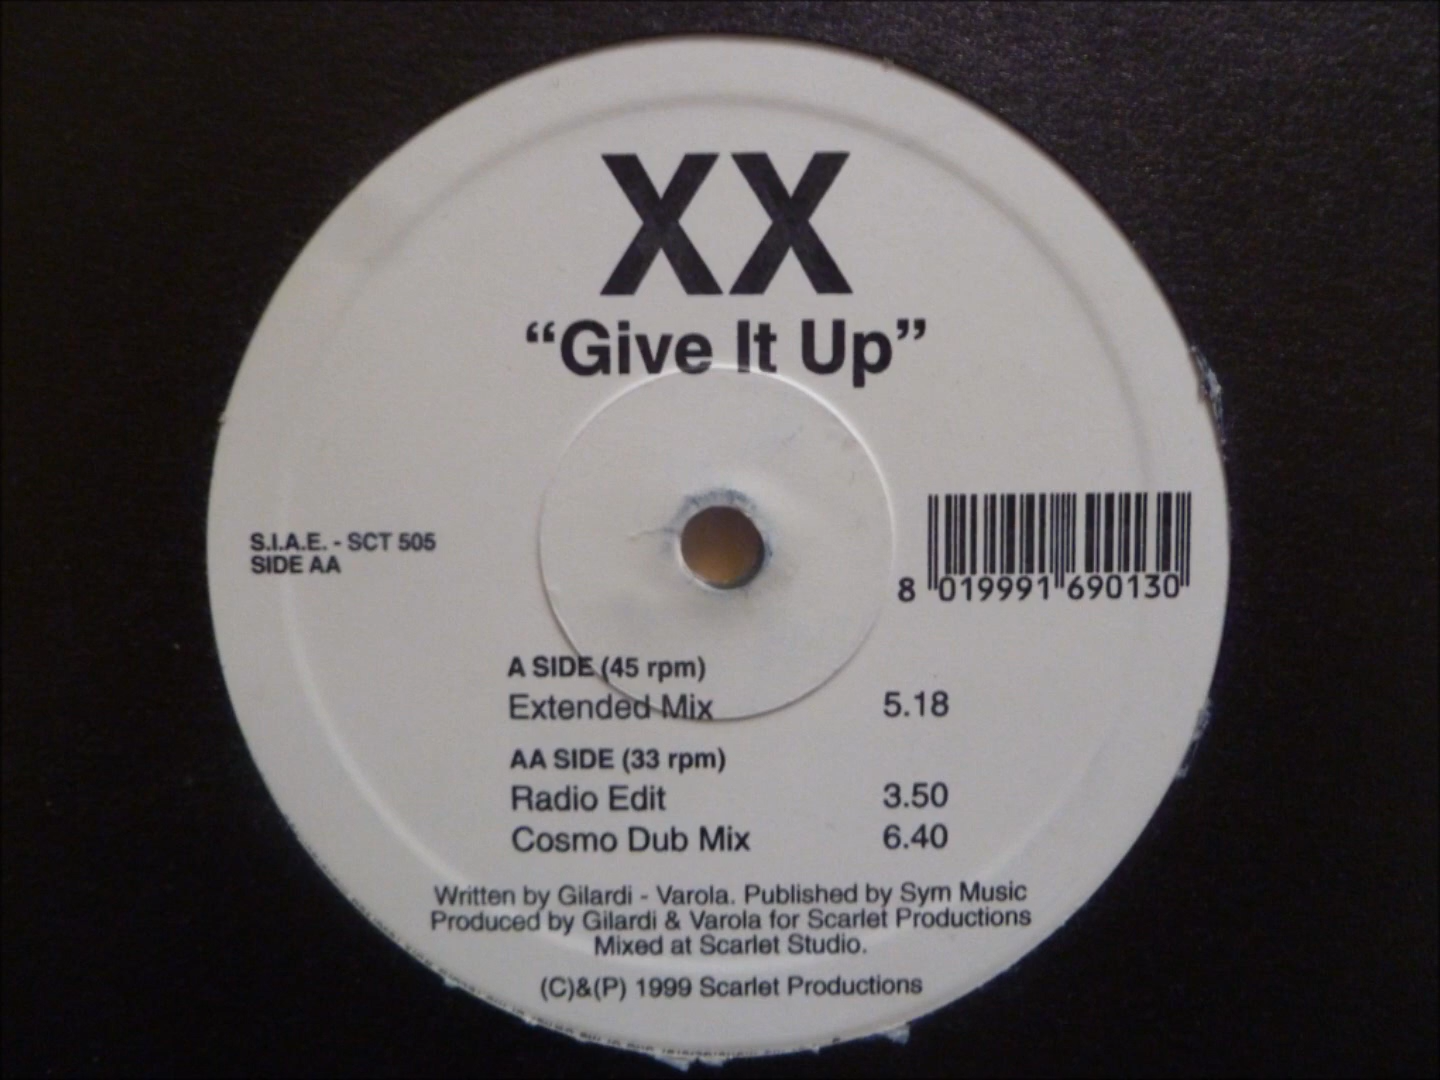 XX
“Give It Up”
S.I.A.E. - SCT 505
SIDE AA
8 019991 690130
A SIDE (45 rpm)
Extended Mix 5.18
AA SIDE (33 rpm)
Radio Edit 3.50
Cosmo Dub Mix 6.40
Written by Gilardi - Varola. Published by Sym Music
Produced by Gilardi & Varola for Scarlet Productions
Mixed at Scarlet Studio.
(C)&(P) 1999 Scarlet Productions